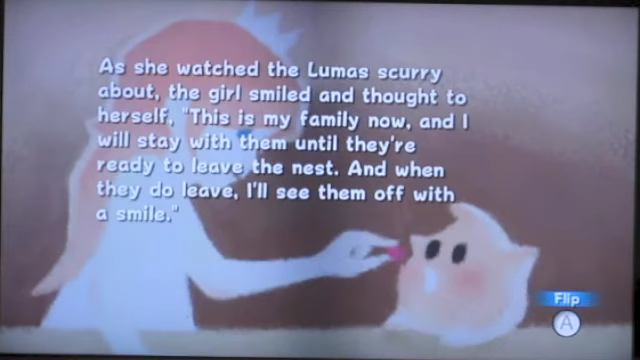 As she watched the Lumas scurry
about, the girl smiled and thought to
herself, "This is my family now, and I
will stay with them until they're
ready to leave the nest. And when
they do leave, I'll see them off with
a smile."
Flip
A